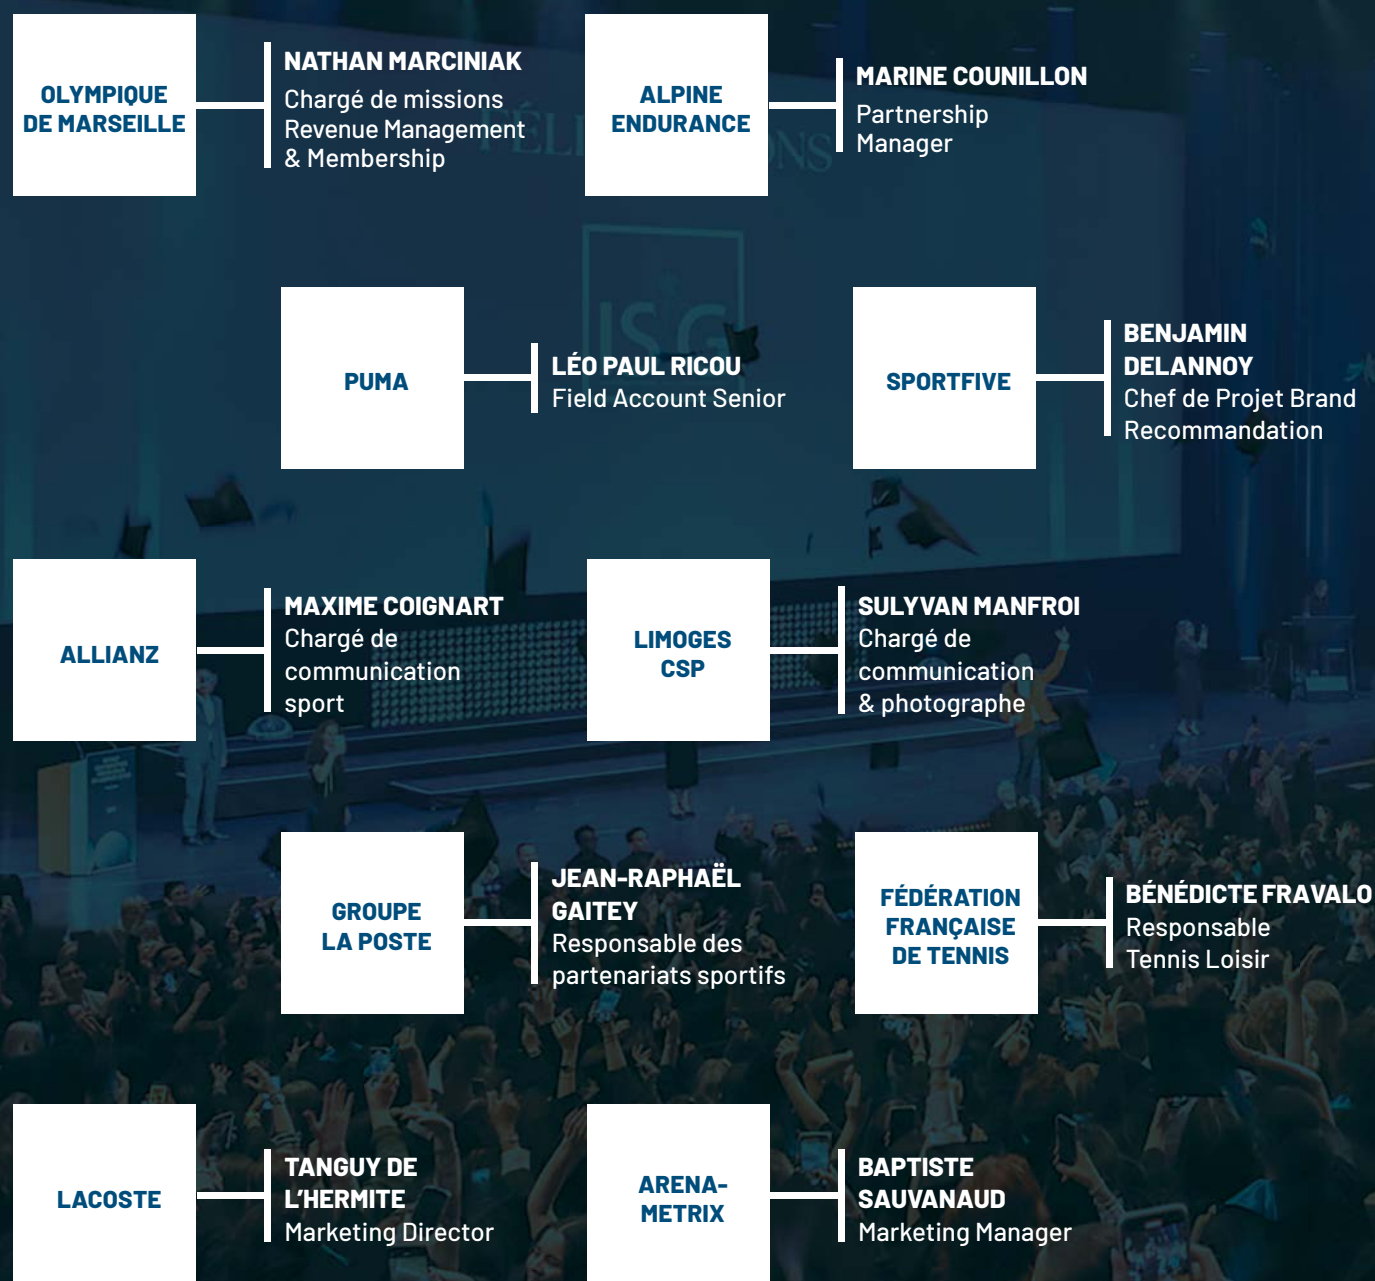 OLYMPIQUE
DE MARSEILLE
NATHAN MARCINIAK
Chargé de missions
Revenue Management
& Membership
ALPINE
ENDURANCE
MARINE COUNILLON
Partnership
Manager
PUMA
LÉO PAUL RICOU
Field Account Senior
SPORTFIVE
BENJAMIN
DELANNOY
Chef de Projet Brand
Recommandation
ISG
ALLIANZ
MAXIME COIGNART
Chargé de
communication
sport
LIMOGES
CSP
SULYVAN MANFROI
Chargé de
communication
& photographe
GROUPE
LA POSTE
JEAN-RAPHAËL
GAITEY
Responsable des
partenariats sportifs
FÉDÉRATION
FRANÇAISE
DE TENNIS
BÉNÉDICTE FRAVALO
Responsable
Tennis Loisir
LACOSTE
TANGUY DE
L'HERMITE
Marketing Director
ARENA-
METRIX
BAPTISTE
SAUVANAUD
Marketing Manager